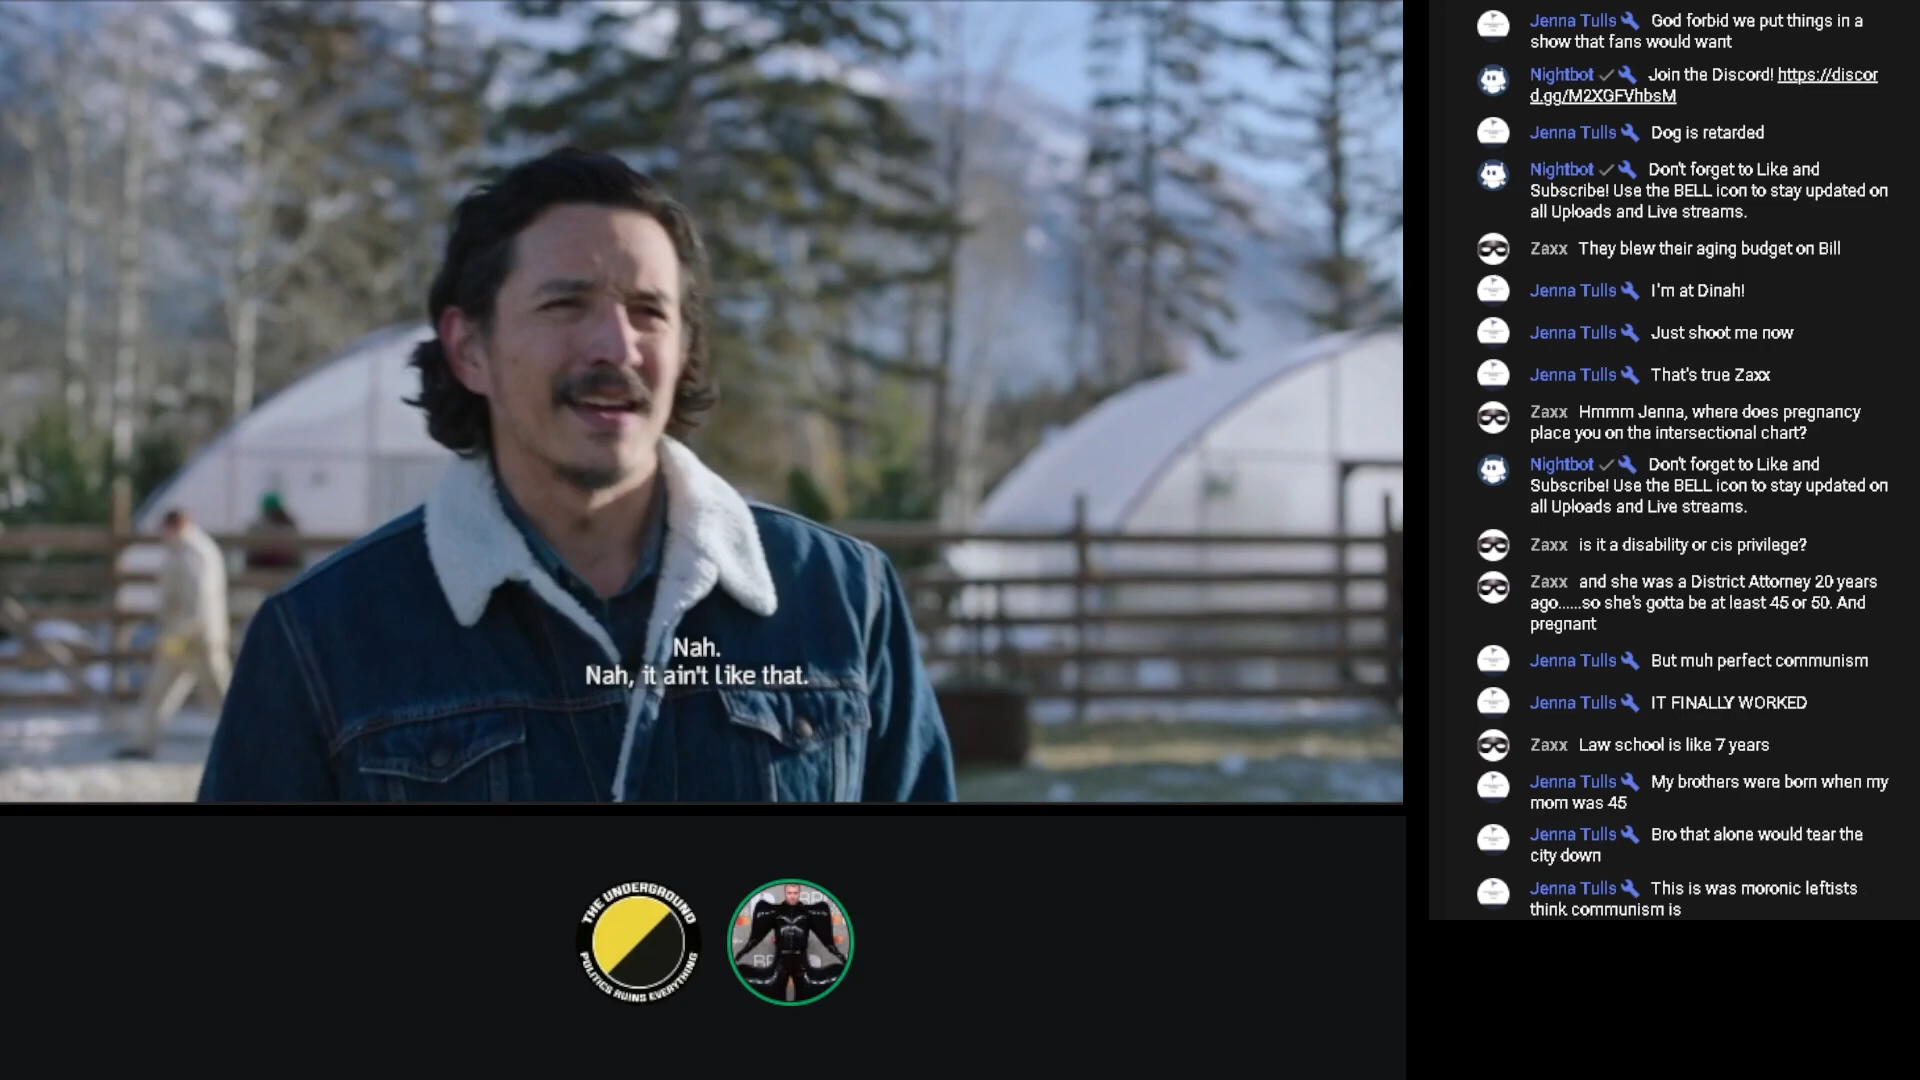 Nah.
Nah, it ain't like that.
THE UNDERGROUND
POLITICS RUINS EVERYTHING
Jenna Tulls God forbid we put things in a
show that fans would want
Nightbot Join the Discord! https://discor
d.gg/M2XGFVhbsM
Jenna Tulls Dog is retarded
Nightbot Don't forget to Like and
Subscribe! Use the BELL icon to stay updated on
all Uploads and Live streams.
Zaxx They blew their aging budget on Bill
Jenna Tulls I'm at Dinah!
Jenna Tulls Just shoot me now
Jenna Tulls That's true Zaxx
Zaxx Hmmm Jenna, where does pregnancy
place you on the intersectional chart?
Nightbot Don't forget to Like and
Subscribe! Use the BELL icon to stay updated on
all Uploads and Live streams.
Zaxx is it a disability or cis privilege?
Zaxx and she was a District Attorney 20 years
ago......so she's gotta be at least 45 or 50. And
pregnant
Jenna Tulls But muh perfect communism
Jenna Tulls IT FINALLY WORKED
Zaxx Law school is like 7 years
Jenna Tulls My brothers were born when my
mom was 45
Jenna Tulls Bro that alone would tear the
city down
Jenna Tulls This is was moronic leftists
think communism is